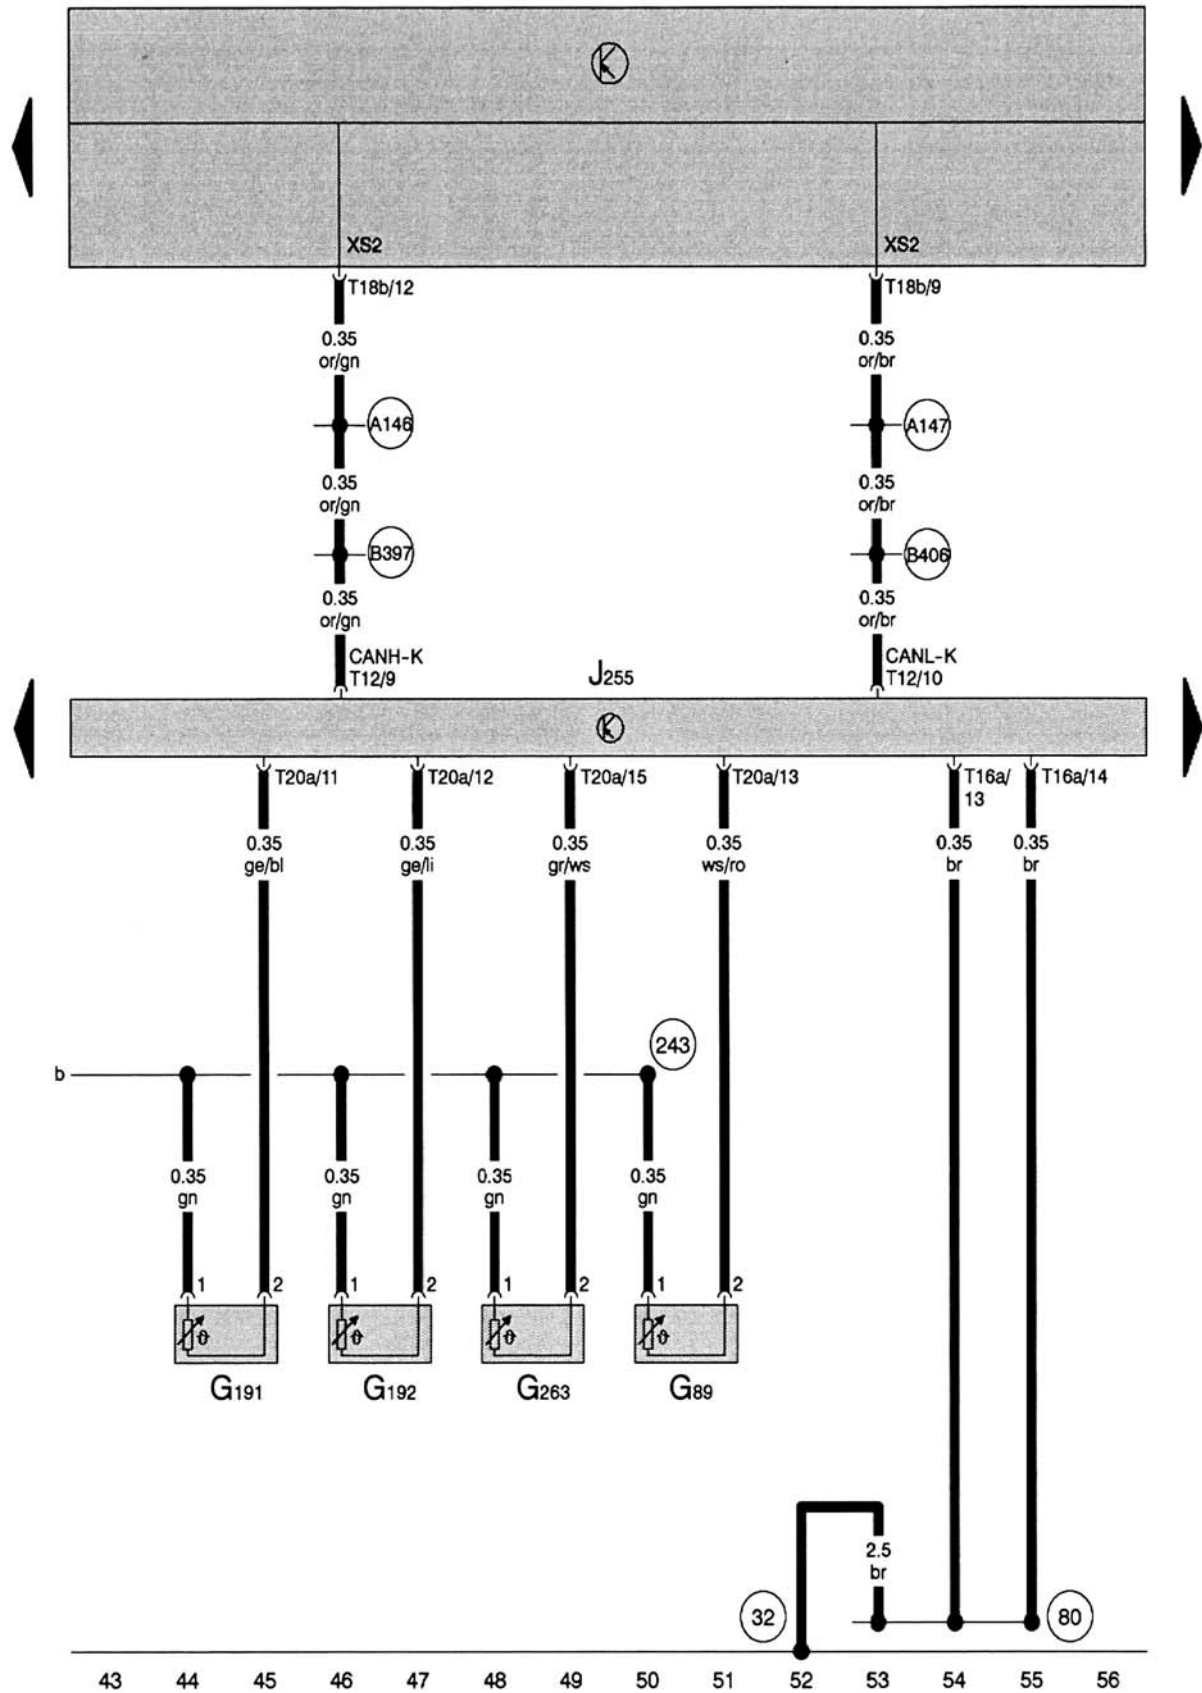 XS2 XS2
T18b/12 T18b/9
0.35 0.35
or/gn or/br
A146 A147
0.35 0.35
or/gn or/br
B397 B406
0.35 0.35
or/gn or/br
CANH-K CANL-K
T12/9 J255 T12/10
T20a/11 T20a/12 T20a/15 T20a/13 T16a/ T16a/14
13
0.35 0.35 0.35 0.35 0.35 0.35
ge/bl ge/li gr/ws ws/ro br br
243
b
0.35 0.35 0.35 0.35
gn gn gn gn
1 2 1 2 1 2 1 2
ϑ ϑ ϑ ϑ
G191 G192 G263 G89
2.5
br
32 80
43 44 45 46 47 48 49 50 51 52 53 54 55 56